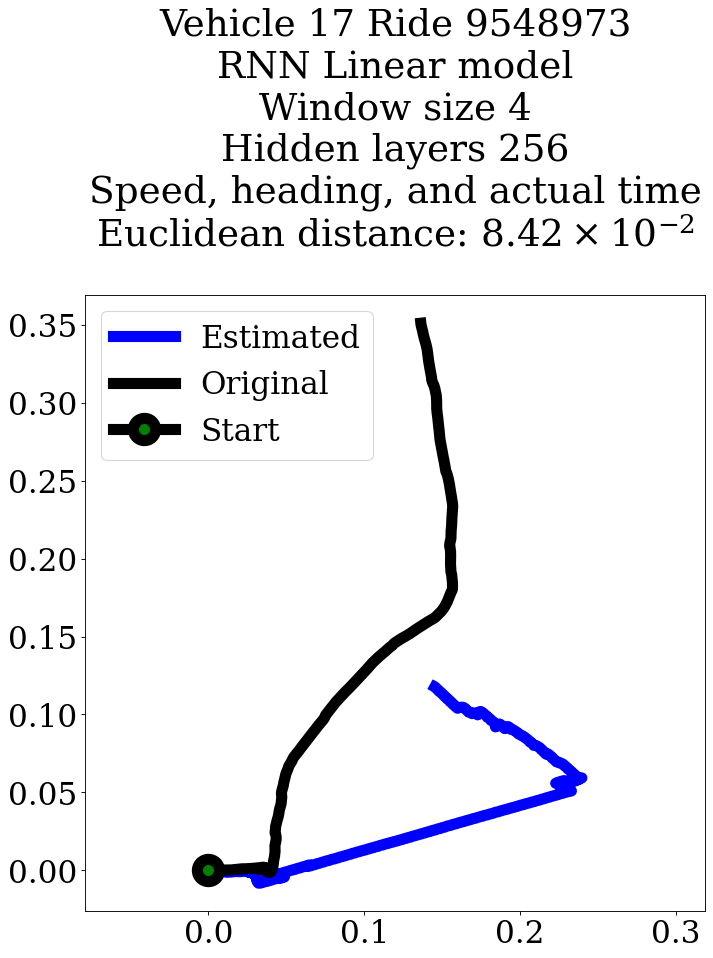 Vehicle 17 Ride 9548973
RNN Linear model
Window size 4
Hidden layers 256
Speed, heading, and actual time
Euclidean distance: 8.42 × 10⁻²
Estimated
Original
Start
0.35
0.30
0.25
0.20
0.15
0.10
0.05
0.00
0.0 0.1 0.2 0.3